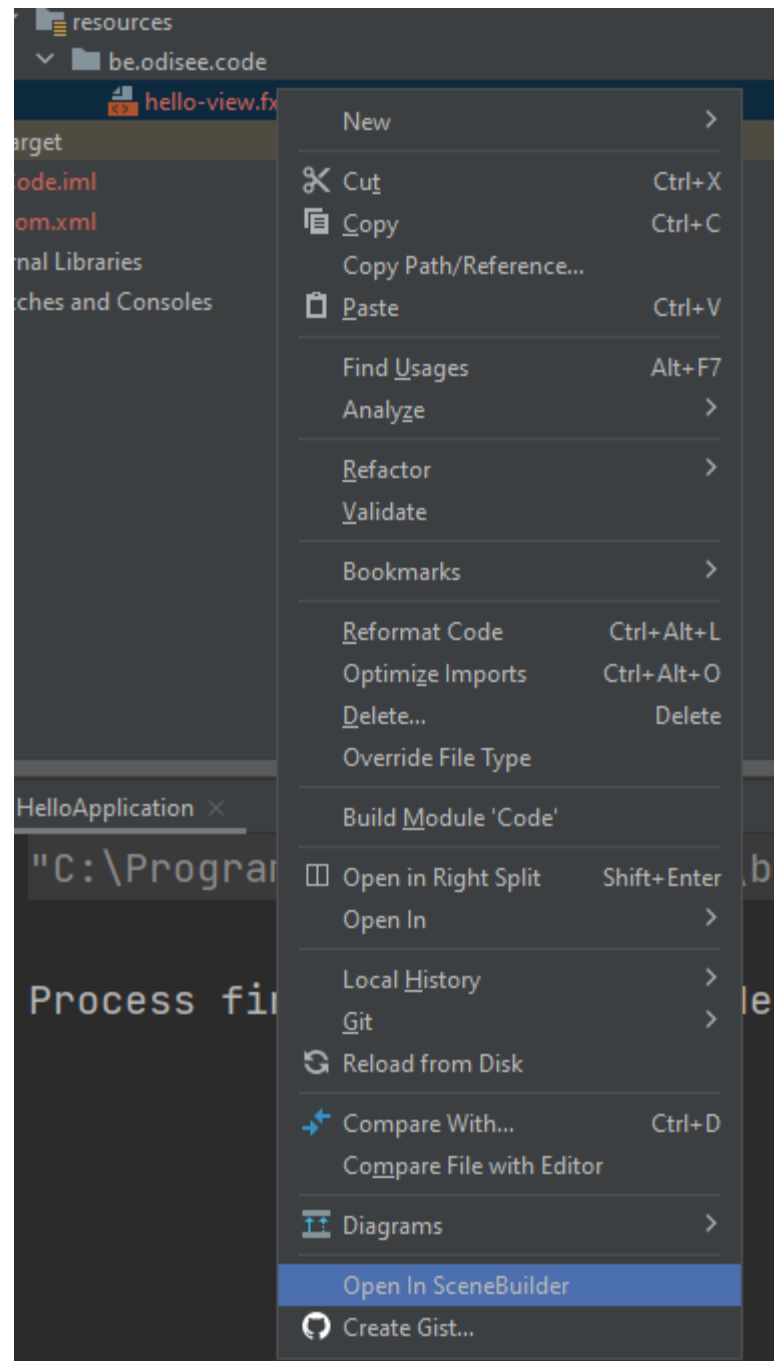 resources
be.odisee.code
hello-view.fx
arget
ode.iml
om.xml
rnal Libraries
tches and Consoles
New
Cut Ctrl+X
Copy Ctrl+C
Copy Path/Reference...
Paste Ctrl+V
Find Usages Alt+F7
Analyze
Refactor
Validate
Bookmarks
Reformat Code Ctrl+Alt+L
Optimize Imports Ctrl+Alt+O
Delete... Delete
Override File Type
Build Module 'Code'
Open in Right Split Shift+Enter
Open In
Local History
Git
Reload from Disk
Compare With... Ctrl+D
Compare File with Editor
Diagrams
Open In SceneBuilder
Create Gist...
HelloApplication
"C:\Program \b
Process fin de